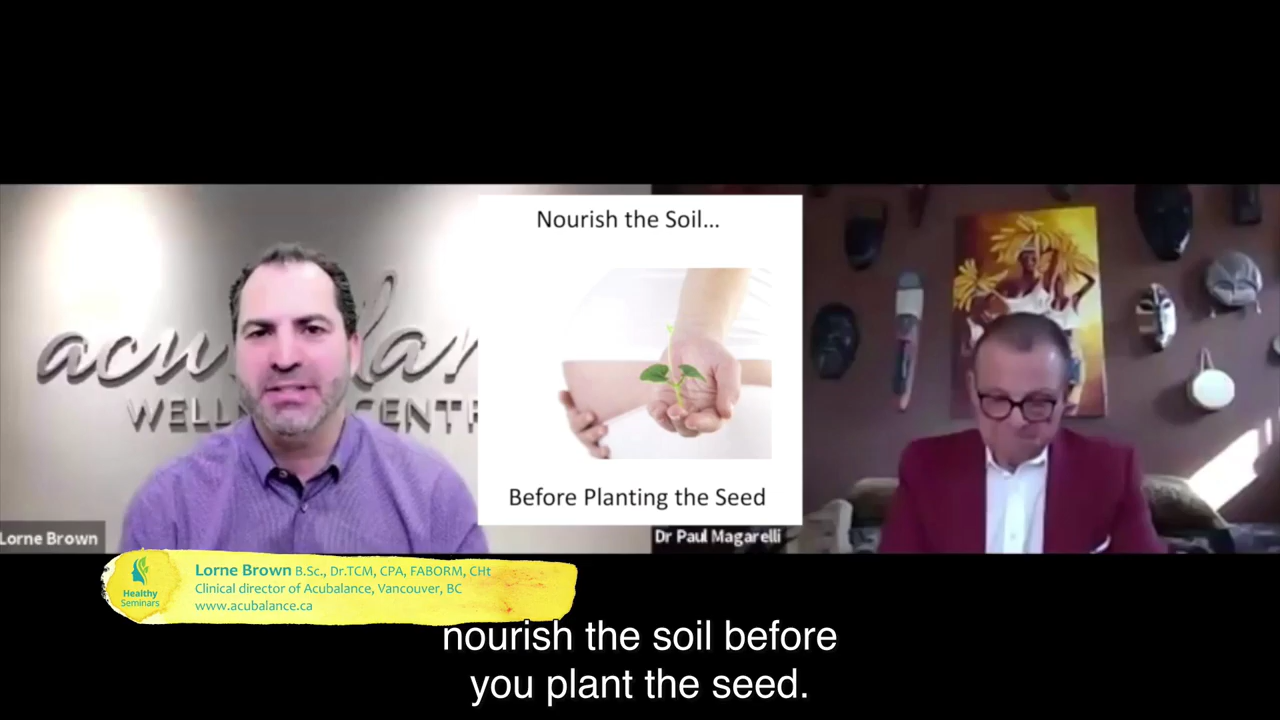 Nourish the Soil...
Before Planting the Seed
Lorne Brown
Dr Paul Magarelli
Healthy
Seminars
Lorne Brown B.Sc., Dr.TCM, CPA, FABORM, CHt
Clinical director of Acubalance, Vancouver, BC
www.acubalance.ca
nourish the soil before
you plant the seed.